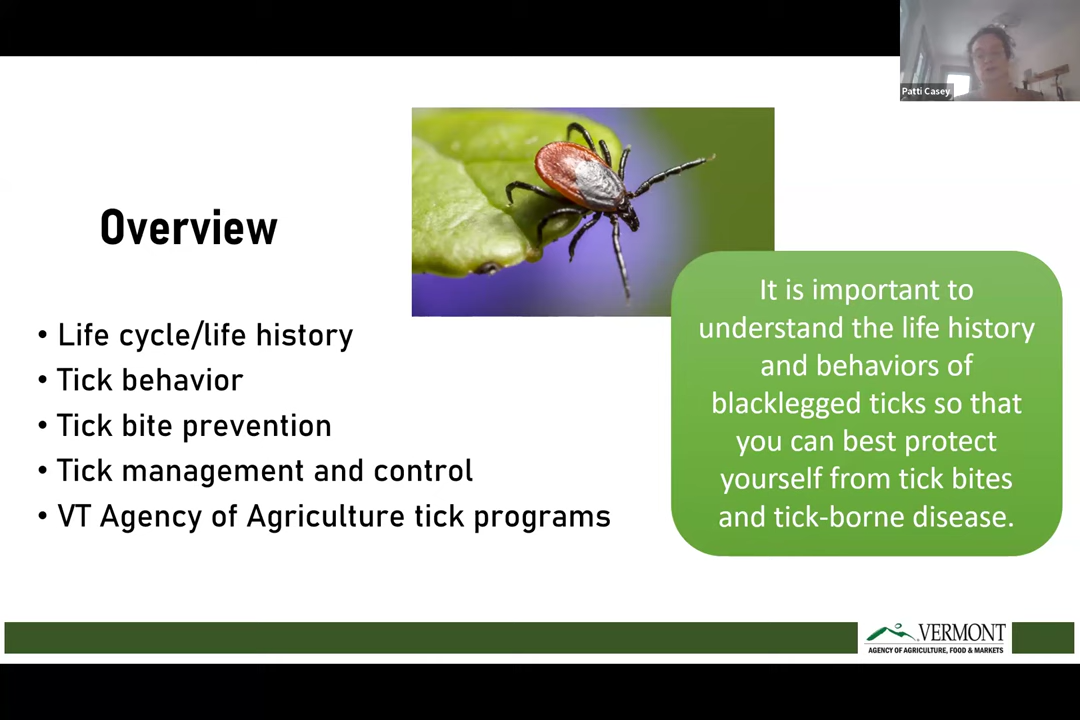 Patti Casey
Overview
• Life cycle/life history
• Tick behavior
• Tick bite prevention
• Tick management and control
• VT Agency of Agriculture tick programs
It is important to
understand the life history
and behaviors of
blacklegged ticks so that
you can best protect
yourself from tick bites
and tick-borne disease.
VERMONT
AGENCY OF AGRICULTURE, FOOD & MARKETS